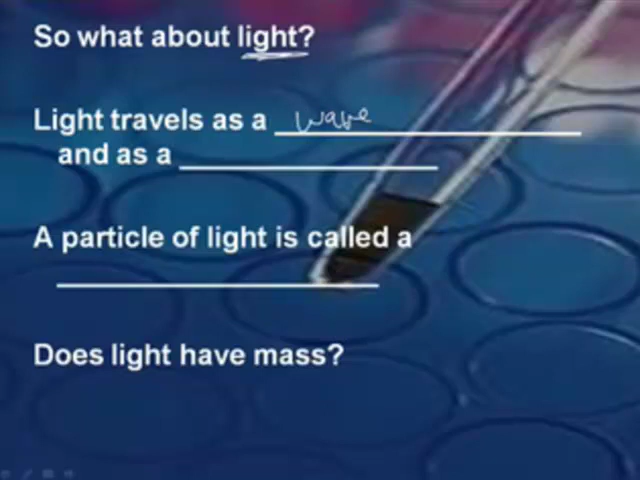 So what about light?
Light travels as a wave
and as a
A particle of light is called a
Does light have mass?